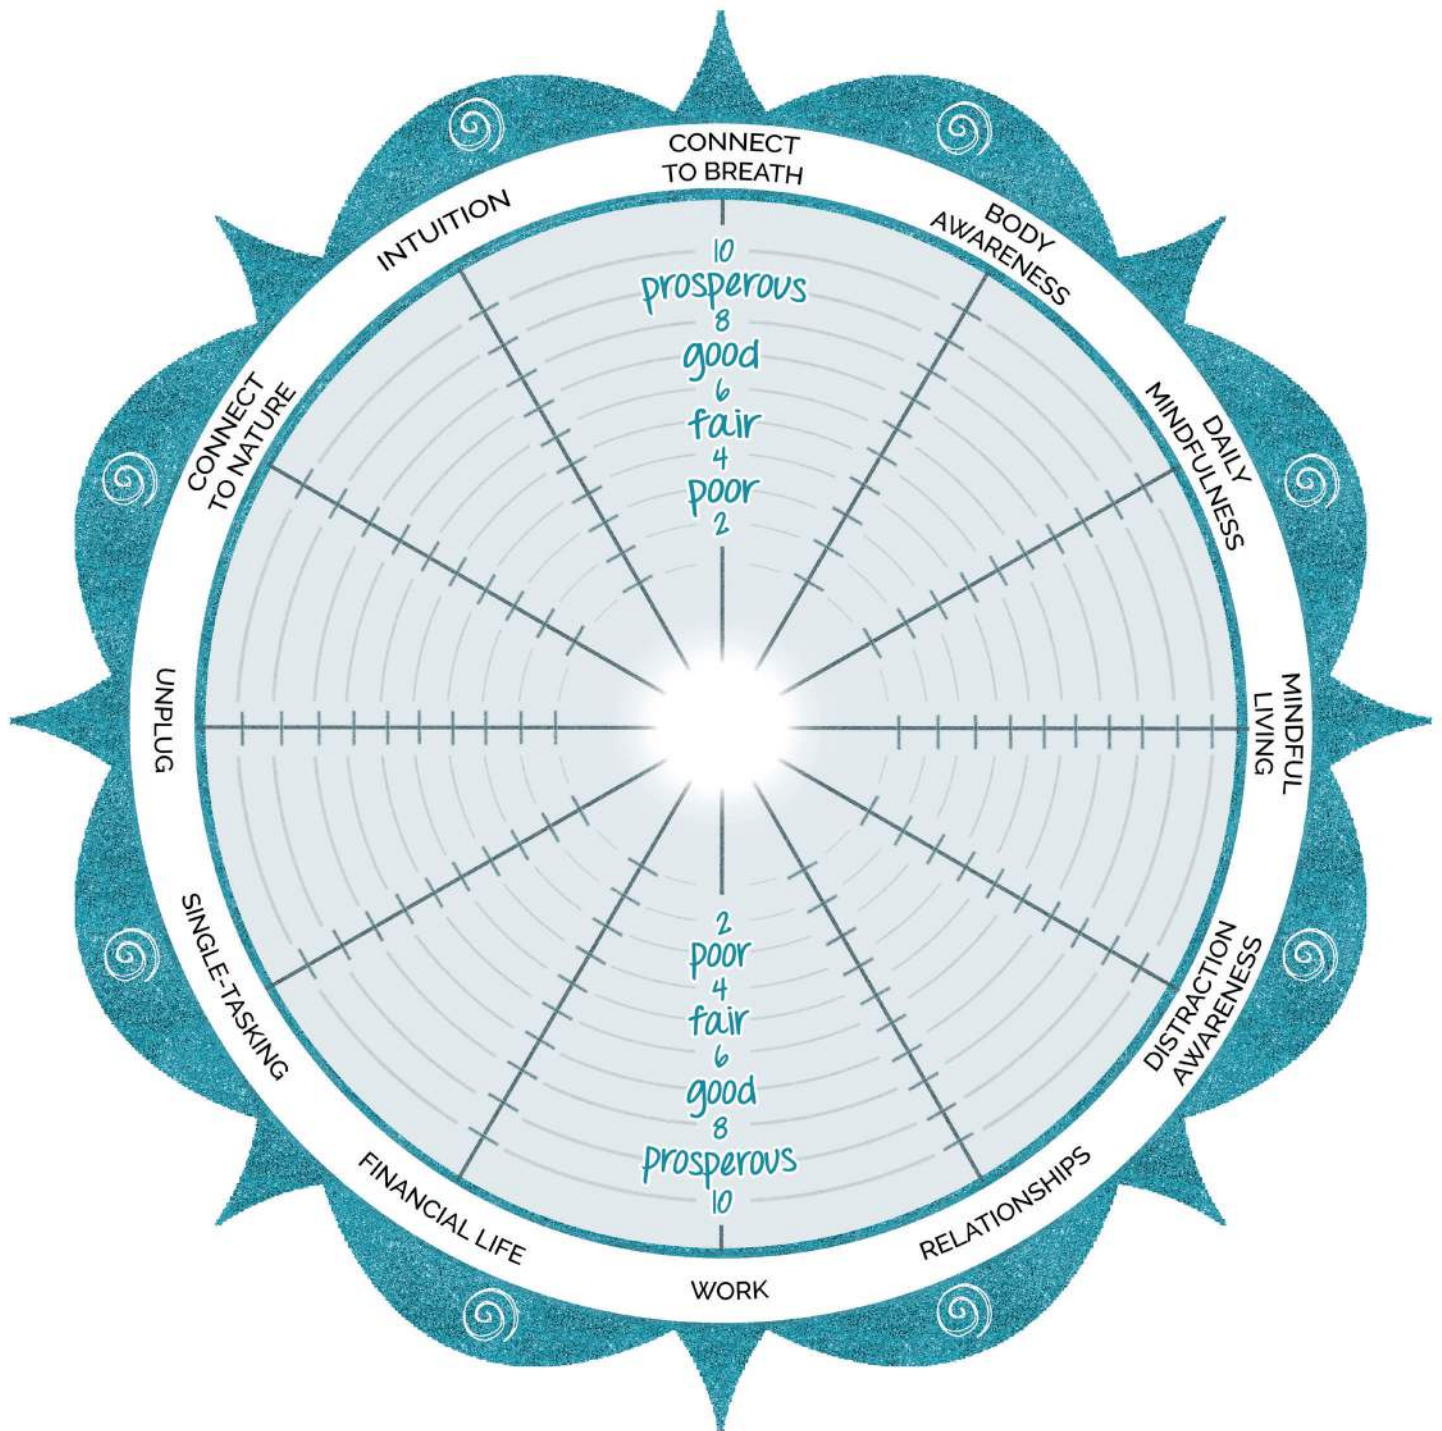 CONNECT
TO BREATH
BODY
AWARENESS
DAILY
MINDFULNESS
MINDFUL
LIVING
DISTRACTION
AWARENESS
RELATIONSHIPS
WORK
FINANCIAL LIFE
SINGLE-TASKING
UNPLUG
CONNECT
TO NATURE
INTUITION
10
prosperous
8
good
6
fair
4
poor
2
2
poor
4
fair
6
good
8
prosperous
10